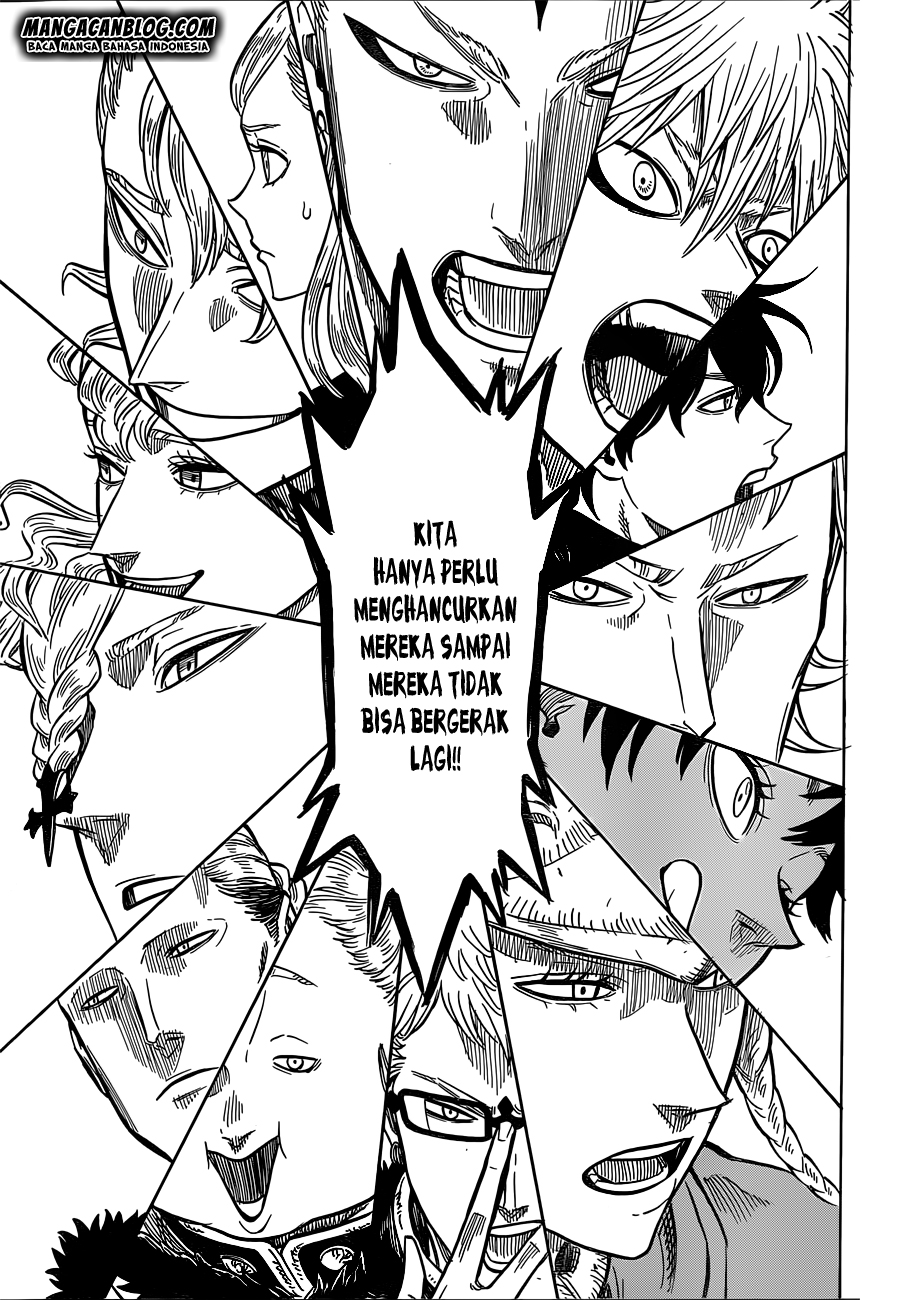 MANGACANBLOG.COM
BACA MANGA BAHASA INDONESIA
KITA
HANYA PERLU
MENGHANCURKAN
MEREKA SAMPAI
MEREKA TIDAK
BISA BERGERAK
LAGI!!